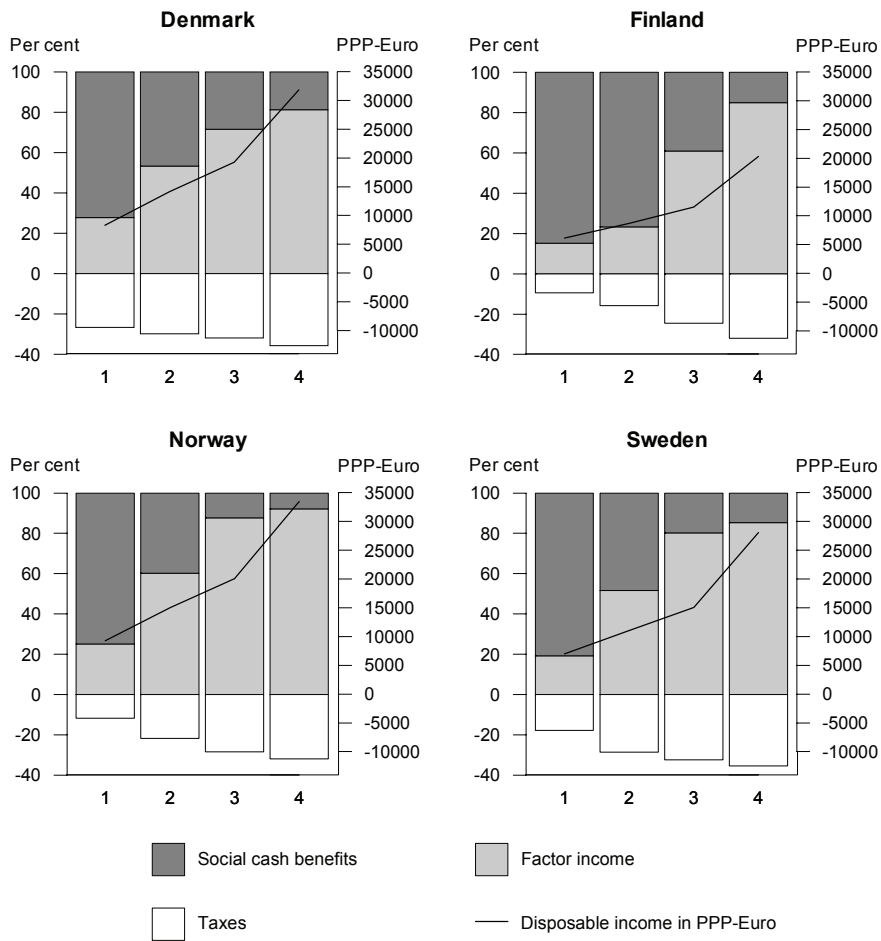 Denmark
Per cent PPP-Euro
100 35000
80 30000
60 25000
40 20000
20 15000
0 10000
-20 5000
-40 0
-5000
-10000
1 2 3 4
Finland
Per cent PPP-Euro
100 35000
80 30000
60 25000
40 20000
20 15000
0 10000
-20 5000
-40 0
-5000
-10000
1 2 3 4
Norway
Per cent PPP-Euro
100 35000
80 30000
60 25000
40 20000
20 15000
0 10000
-20 5000
-40 0
-5000
-10000
1 2 3 4
Sweden
Per cent PPP-Euro
100 35000
80 30000
60 25000
40 20000
20 15000
0 10000
-20 5000
-40 0
-5000
-10000
1 2 3 4
Social cash benefits
Factor income
Taxes
Disposable income in PPP-Euro